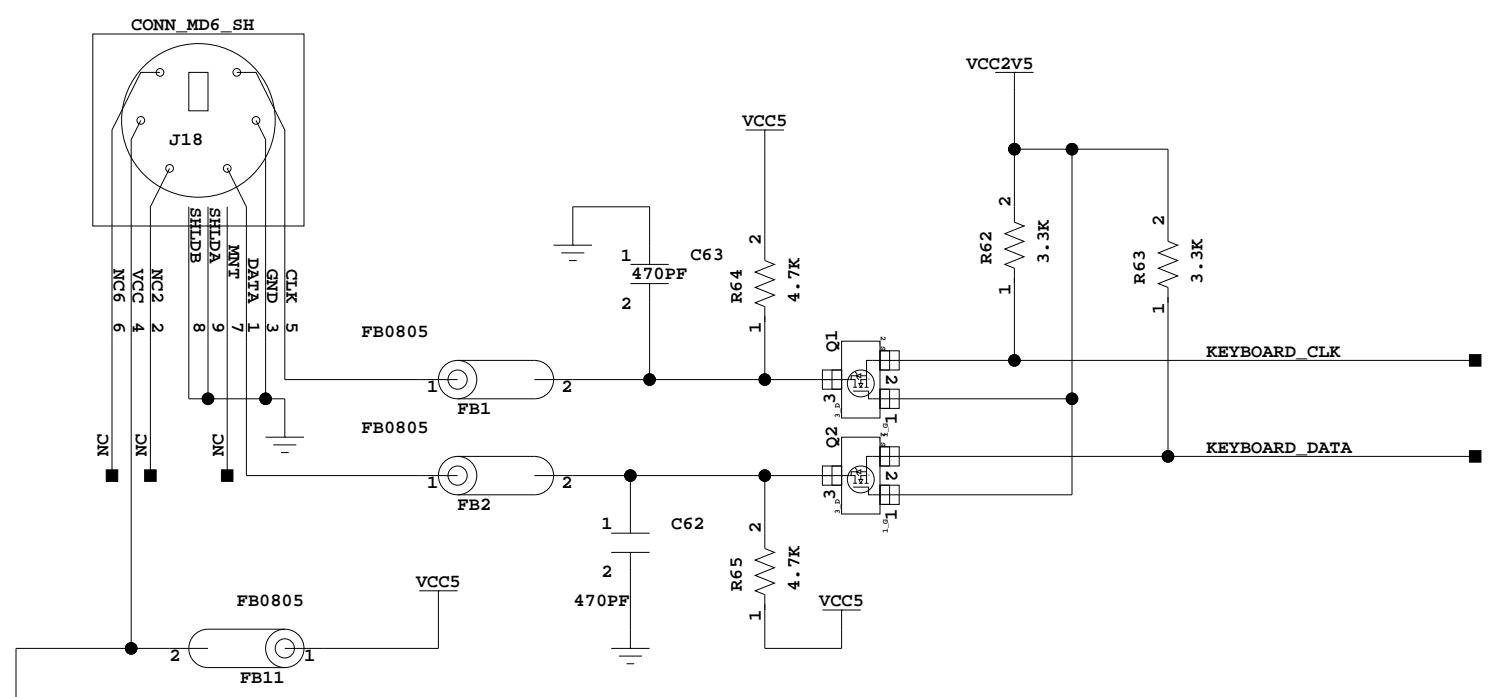 CONN_MD6_SH
VCC2V5
VCC5
J18
SHLDB
SHLDA
MNT
DATA
GND
CLK
NC6
VCC
NC2
6
4
2
8
9
7
1
3
5
NC
NC
NC
1
C63
470PF
2
2
R64
4.7K
1
2
R62
3.3K
1
2
R63
3.3K
1
FB0805
1
2
FB1
Q1
3
2
1
3_D
KEYBOARD_CLK
FB0805
1
2
FB2
Q2
3
2
1
3_D
1_G
KEYBOARD_DATA
1
C62
2
470PF
2
R65
4.7K
1
VCC5
VCC5
FB0805
2
1
FB11